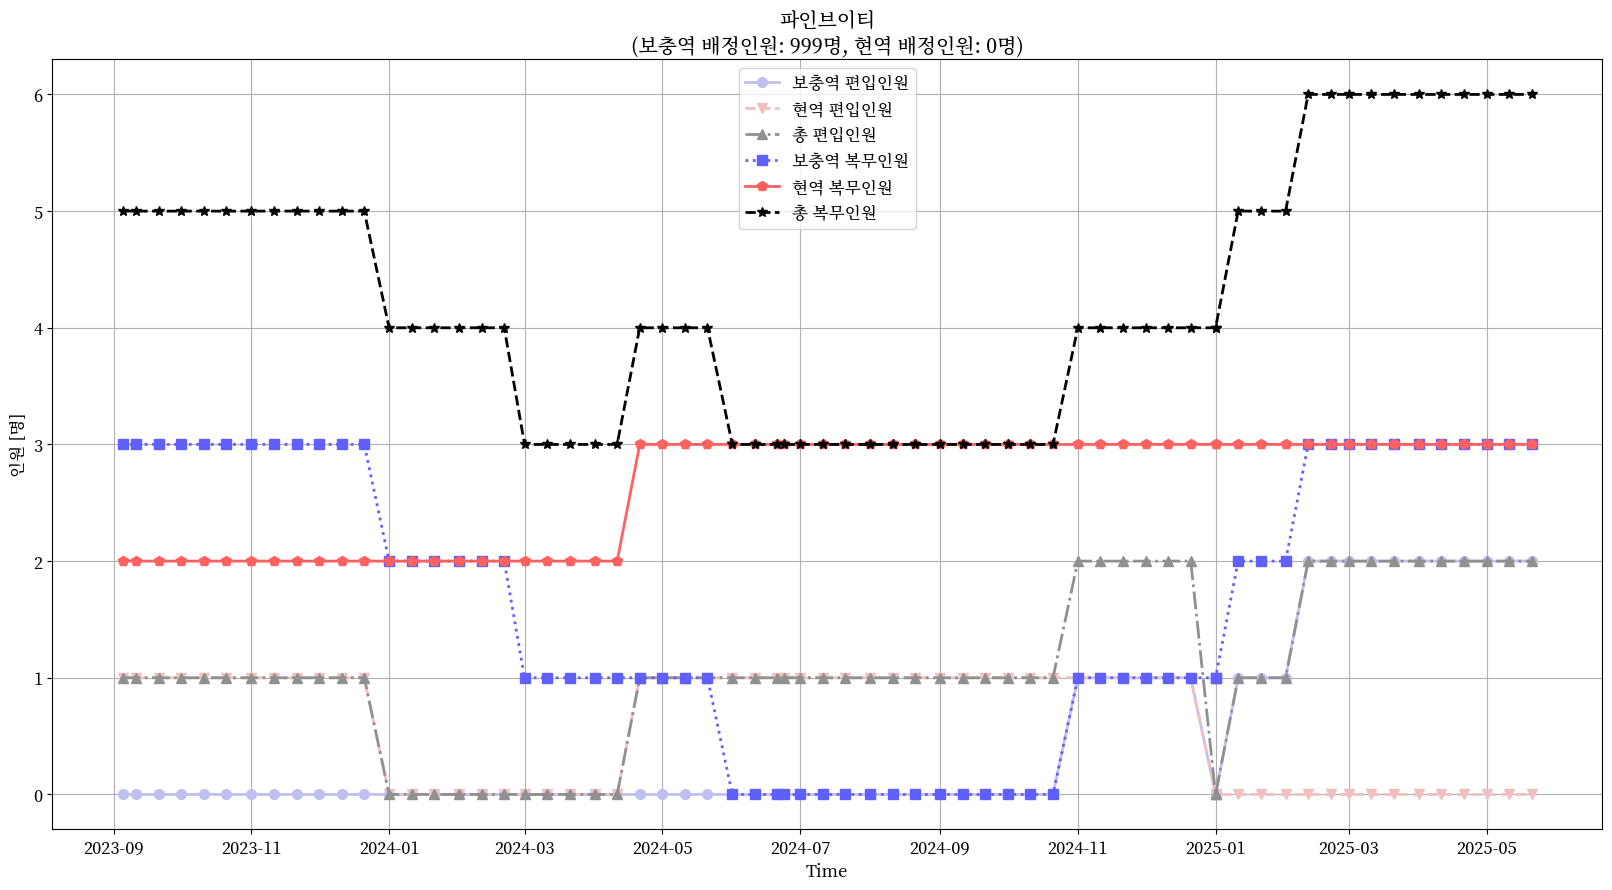 파인브이티
(보충역 배정인원: 999명, 현역 배정인원: 0명)
보충역 편입인원
현역 편입인원
총 편입인원
보충역 복무인원
현역 복무인원
총 복무인원
인원 [명]
6
5
4
3
2
1
0
2023-09
2023-11
2024-01
2024-03
2024-05
2024-07
2024-09
2024-11
2025-01
2025-03
2025-05
Time